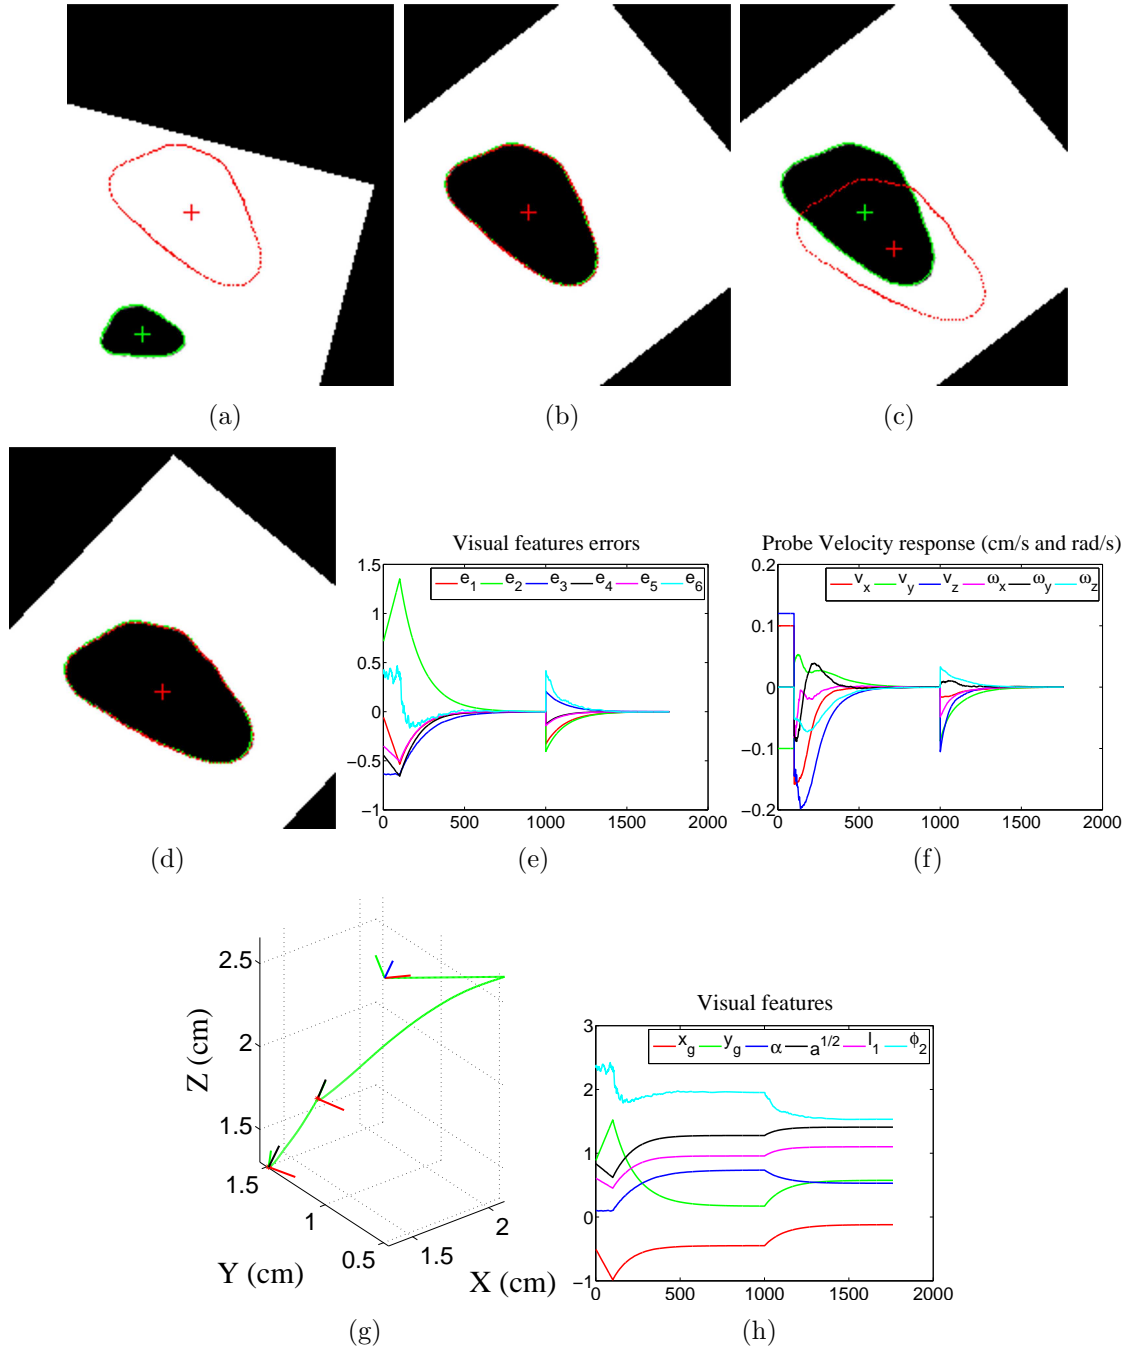 (a) (b) (c)
Visual features errors
e1 e2 e3 e4 e5 e6
1.5
1
0.5
0
−0.5
−1
0 500 1000 1500 2000
Probe Velocity response (cm/s and rad/s)
vx vy vz ωx ωy ωz
0.2
0.1
0
−0.1
−0.2
0 500 1000 1500 2000
(d) (e) (f)
2.5
2
1.5
Z (cm)
1.5
1
0.5
Y (cm)
1.5
2
X (cm)
Visual features
xg yg α a1/2 l1 ϕ2
3
2
1
0
−1
0 500 1000 1500 2000
(g) (h)